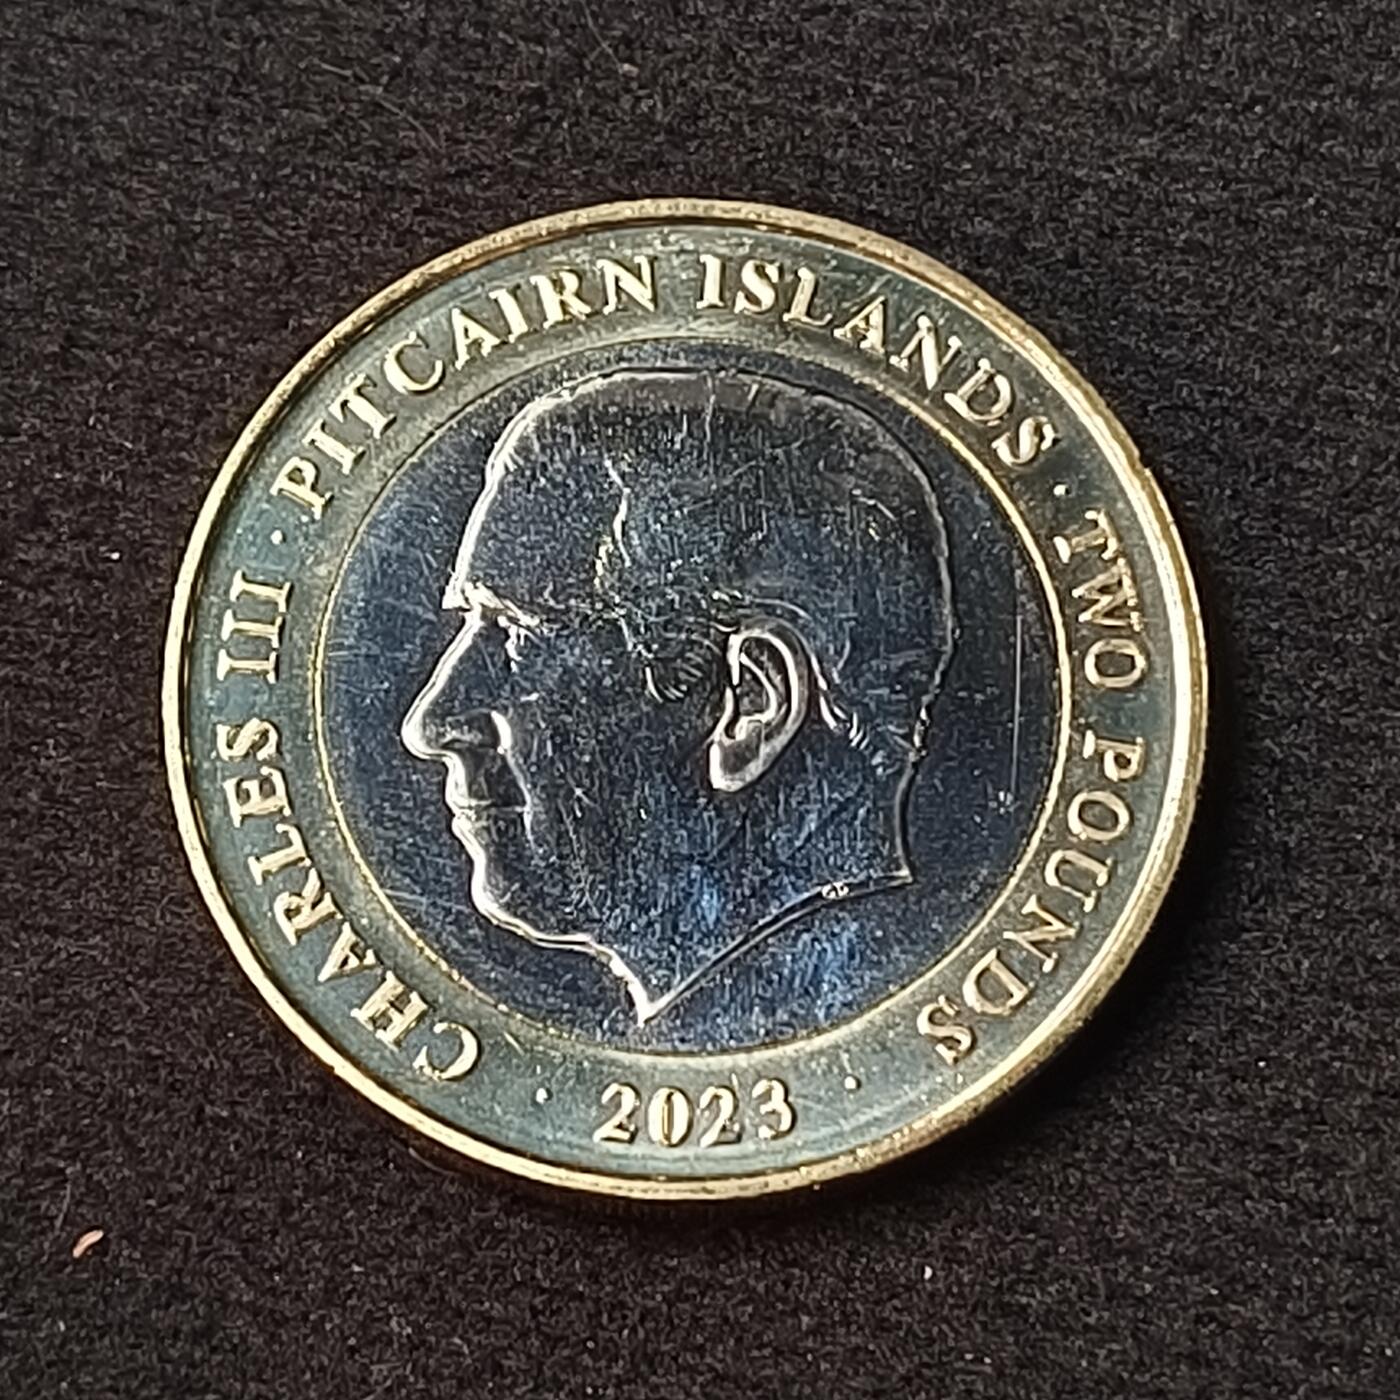 CHARLES III · PITCAIRN ISLANDS · TWO POUNDS
· 2023 ·